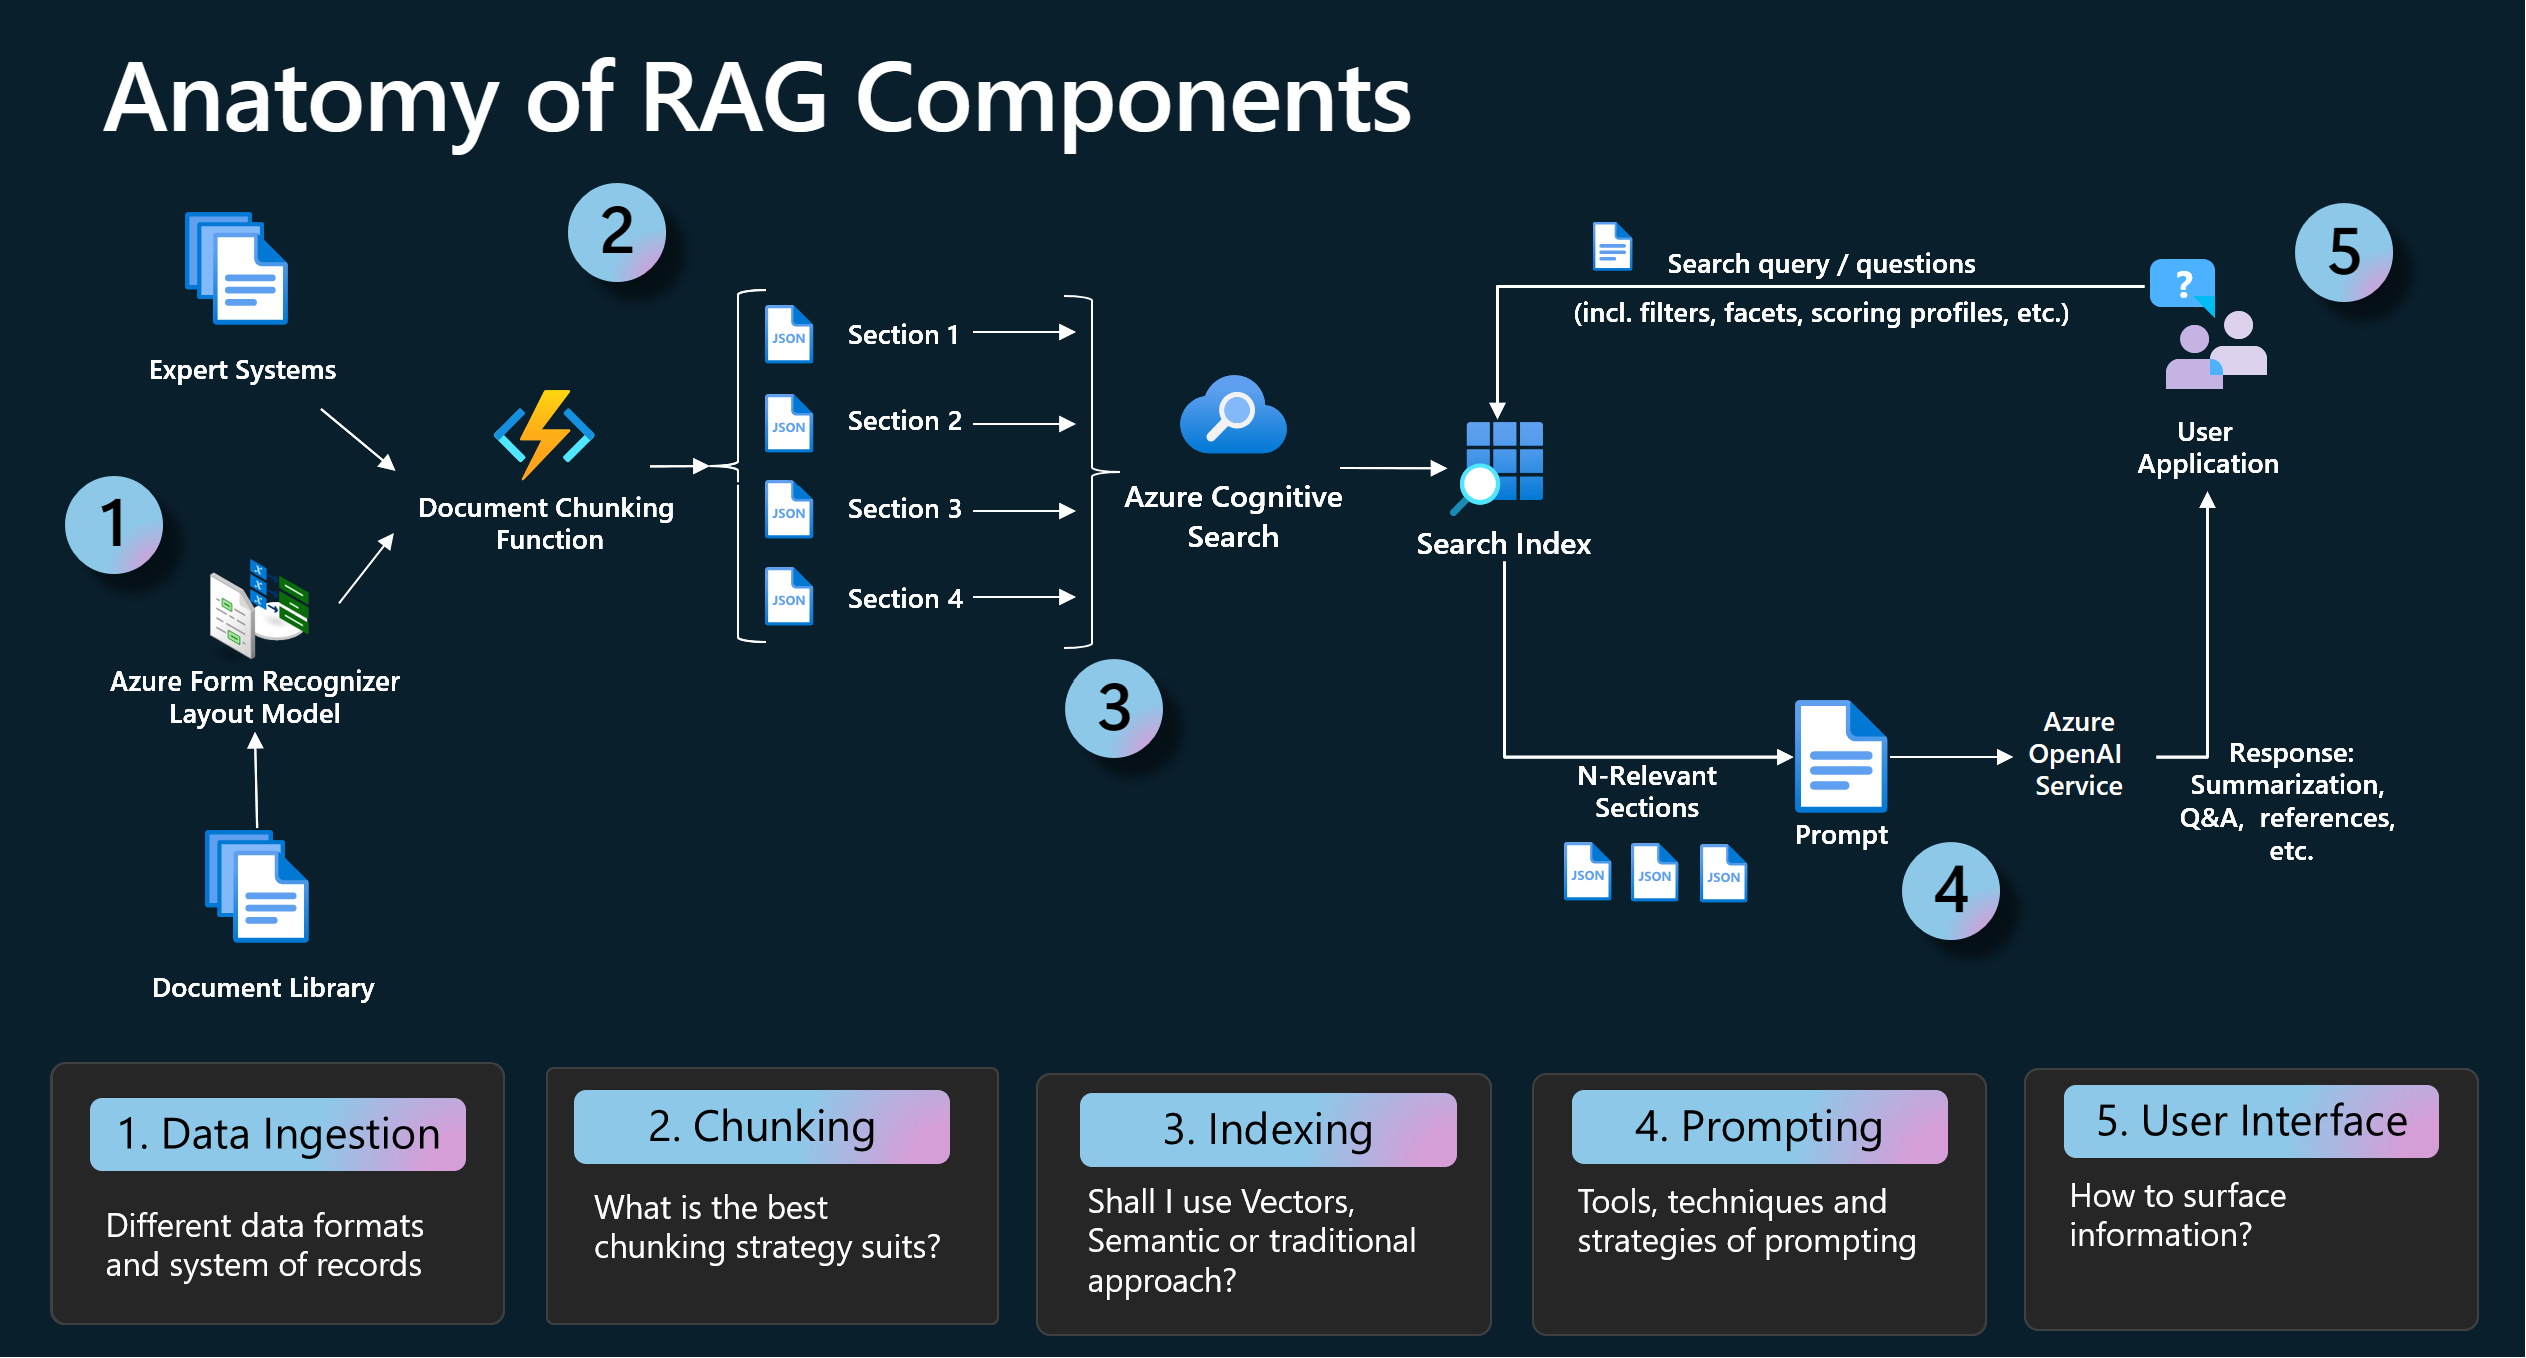 Anatomy of RAG Components
2
5
Search query / questions
(incl. filters, facets, scoring profiles, etc.)
?
User
Application
Expert Systems
1
Azure Form Recognizer
Layout Model
Document Library
Document Chunking
Function
JSON
Section 1
JSON
Section 2
JSON
Section 3
JSON
Section 4
3
Azure Cognitive
Search
Search Index
N-Relevant
Sections
JSON
JSON
JSON
Prompt
4
Azure
OpenAI
Service
Response:
Summarization,
Q&A,  references,
etc.
1. Data Ingestion
Different data formats
and system of records
2. Chunking
What is the best
chunking strategy suits?
3. Indexing
Shall I use Vectors,
Semantic or traditional
approach?
4. Prompting
Tools, techniques and
strategies of prompting
5. User Interface
How to surface
information?